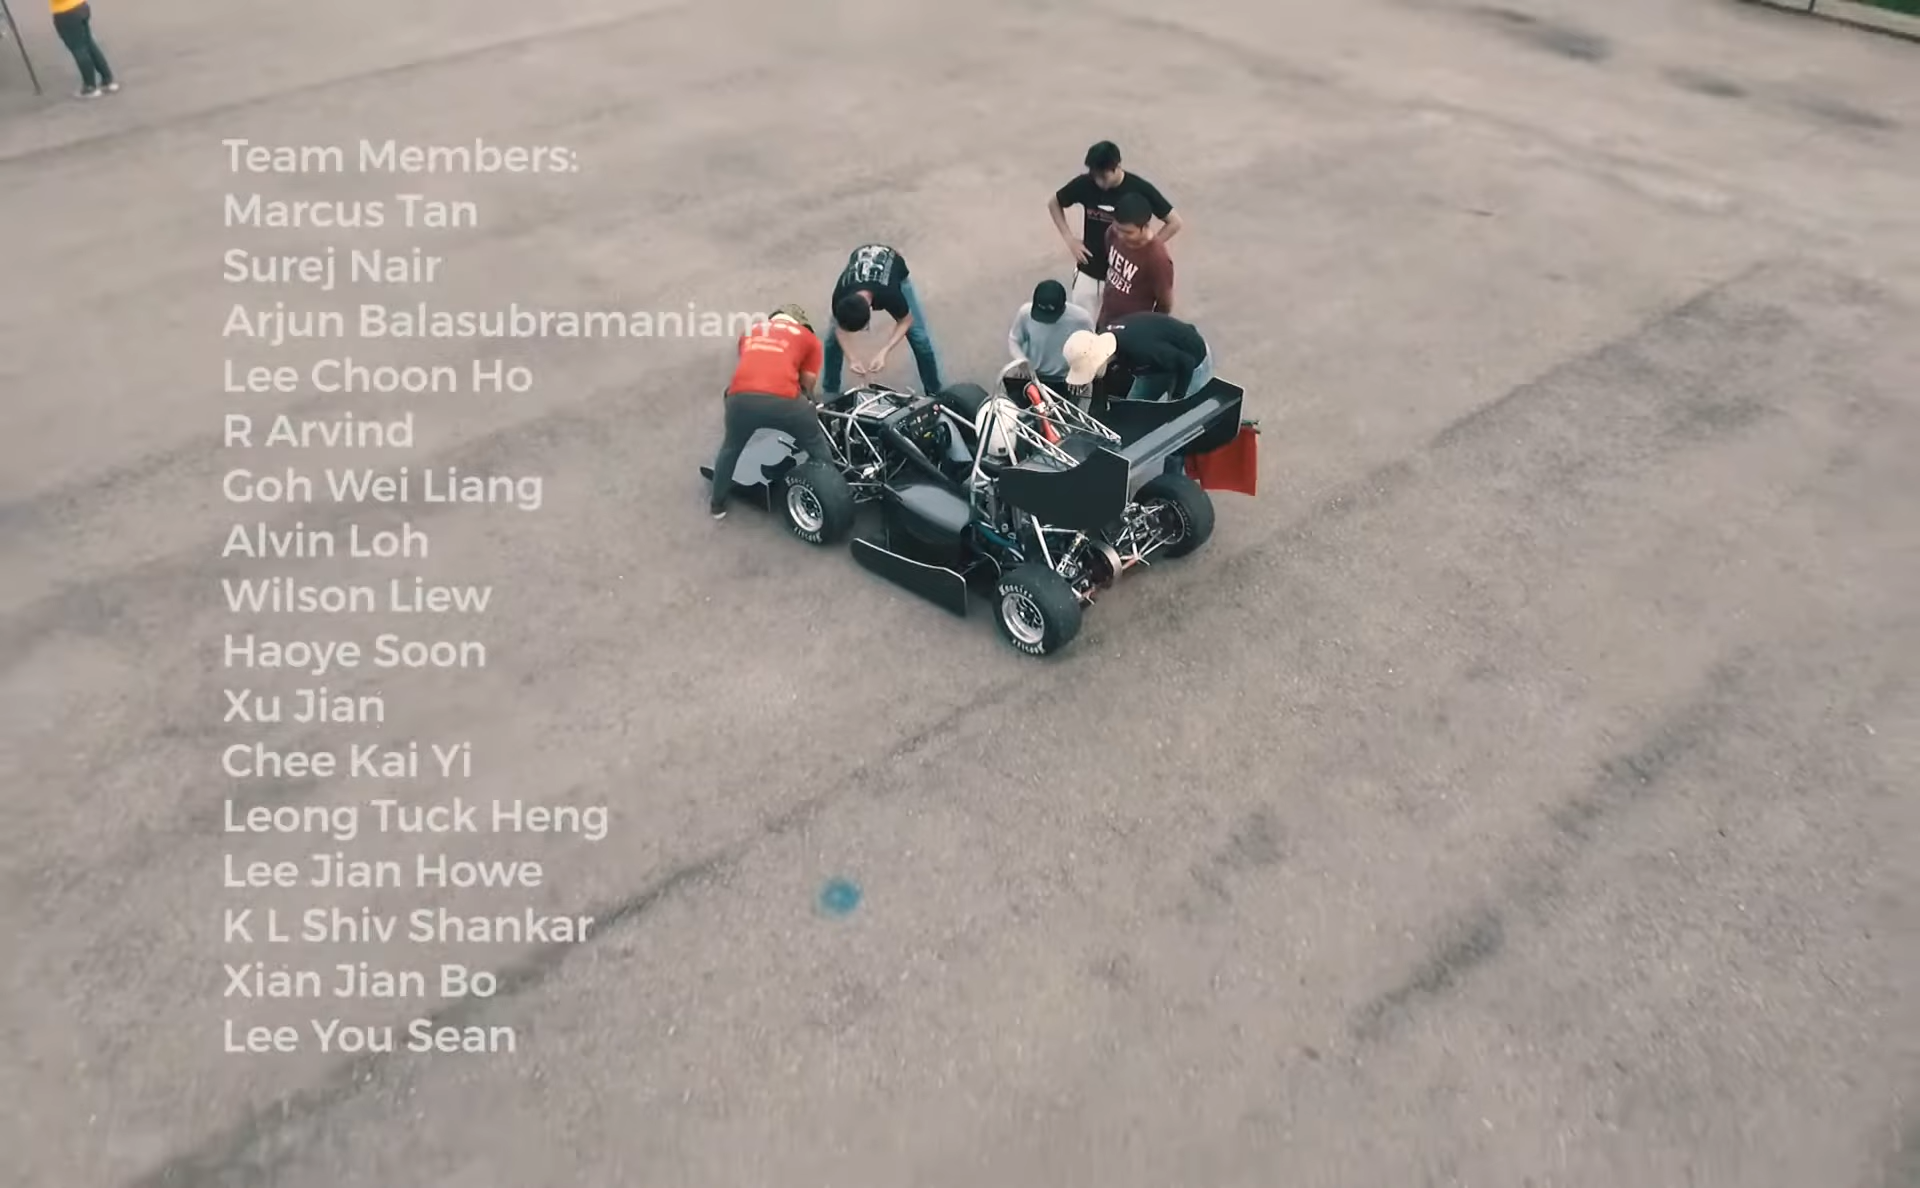 Team Members:
Marcus Tan
Surej Nair
Arjun Balasubramaniam
Lee Choon Ho
R Arvind
Goh Wei Liang
Alvin Loh
Wilson Liew
Haoye Soon
Xu Jian
Chee Kai Yi
Leong Tuck Heng
Lee Jian Howe
K L Shiv Shankar
Xian Jian Bo
Lee You Sean
NEW